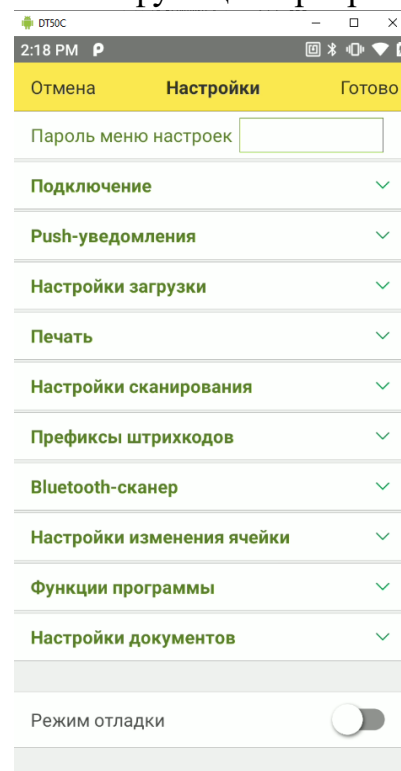 DT50C
2:18 PM
Отмена Настройки Готово
Пароль меню настроек
Подключение
Push-уведомления
Настройки загрузки
Печать
Настройки сканирования
Префиксы штрихкодов
Bluetooth-сканер
Настройки изменения ячейки
Функции программы
Настройки документов
Режим отладки